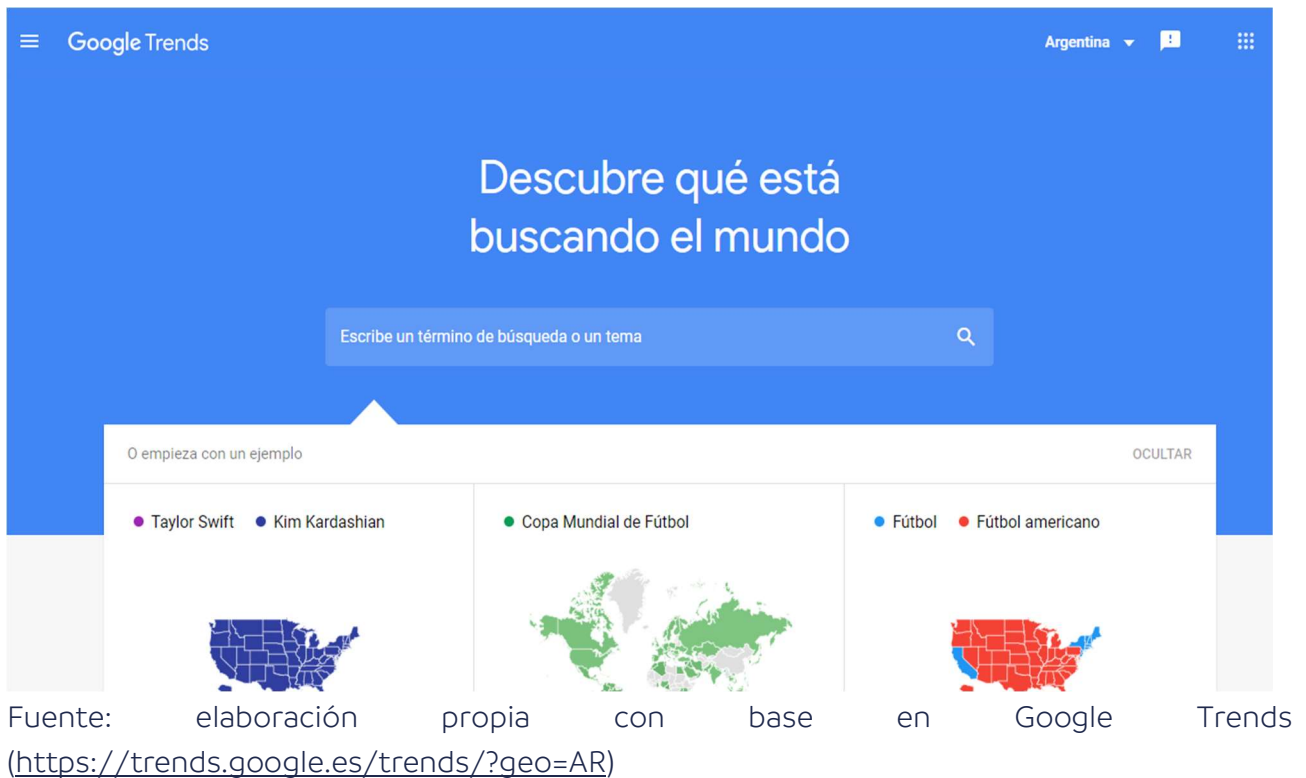 Google Trends
Argentina
Descubre qué está
buscando el mundo
Escribe un término de búsqueda o un tema
O empieza con un ejemplo
OCULTAR
Taylor Swift Kim Kardashian
Copa Mundial de Fútbol
Fútbol Fútbol americano
Fuente: elaboración propia con base en Google Trends
(https://trends.google.es/trends/?geo=AR)